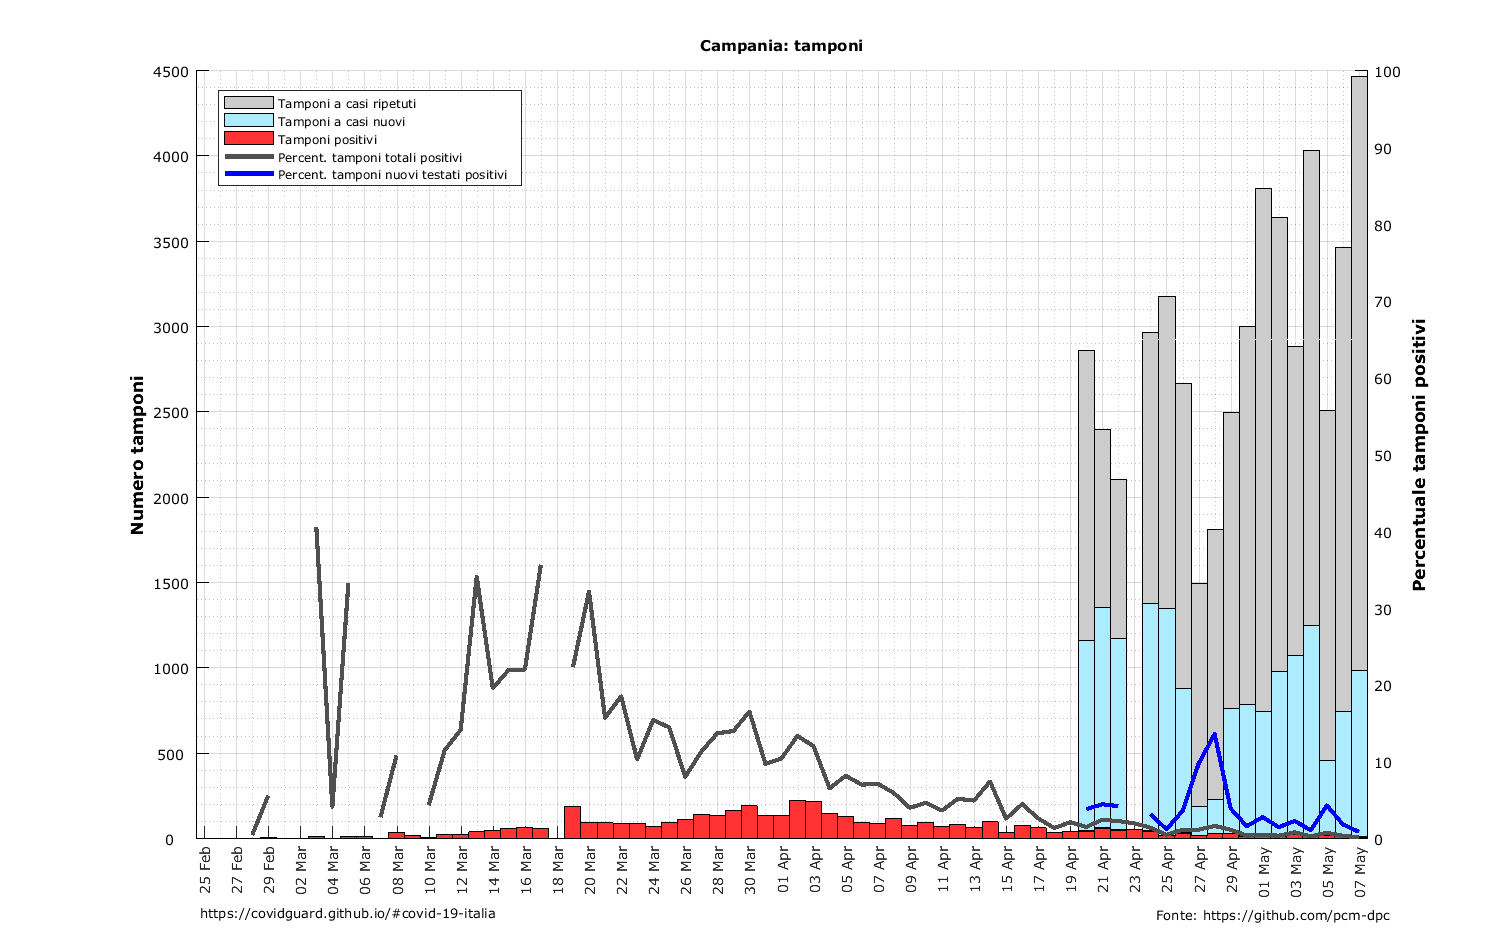 Campania: tamponi
Tamponi a casi ripetuti
Tamponi a casi nuovi
Tamponi positivi
Percent. tamponi totali positivi
Percent. tamponi nuovi testati positivi
Numero tamponi
4500
4000
3500
3000
2500
2000
1500
1000
500
0
Percentuale tamponi positivi
100
90
80
70
60
50
40
30
20
10
0
25 Feb
27 Feb
29 Feb
02 Mar
04 Mar
06 Mar
08 Mar
10 Mar
12 Mar
14 Mar
16 Mar
18 Mar
20 Mar
22 Mar
24 Mar
26 Mar
28 Mar
30 Mar
01 Apr
03 Apr
05 Apr
07 Apr
09 Apr
11 Apr
13 Apr
15 Apr
17 Apr
19 Apr
21 Apr
23 Apr
25 Apr
27 Apr
29 Apr
01 May
03 May
05 May
07 May
https://covidguard.github.io/#covid-19-italia
Fonte: https://github.com/pcm-dpc